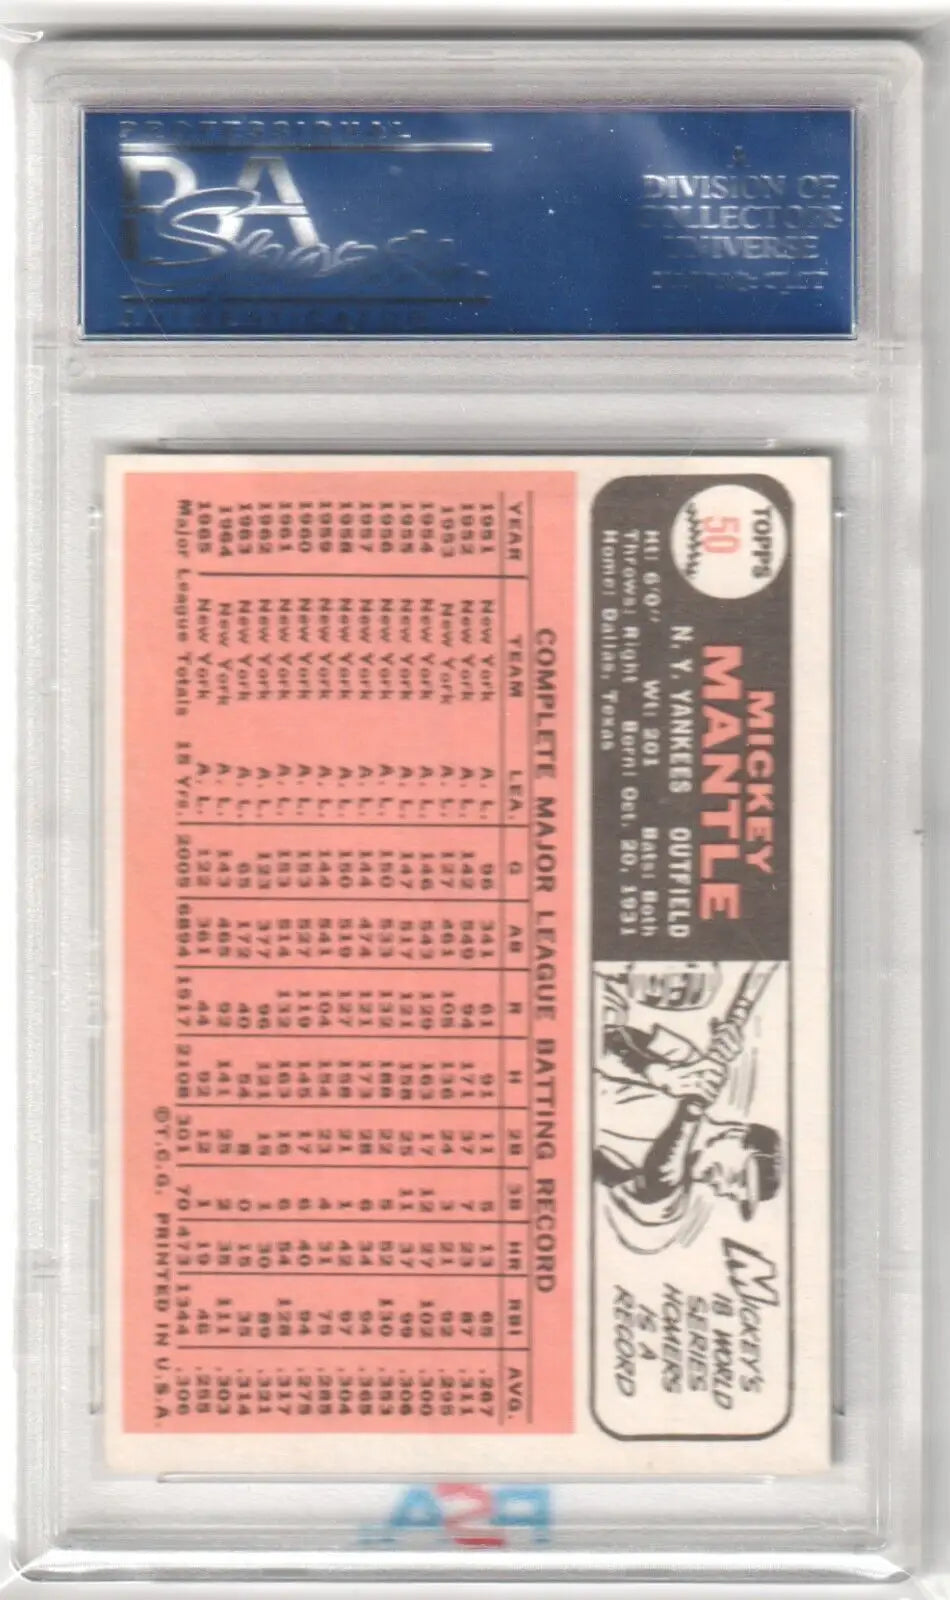 PROFESSIONAL
PSA
A
DIVISION OF
COLLECTORS
UNIVERSE
TOPPS
50
MICKEY
MANTLE
N. Y. YANKEES OUTFIELD
Ht: 6'0" Wt: 201 Bats: Both
Throws: Right Born: Oct. 20, 1931
Home: Dallas, Texas
MICKEY'S
18 WORLD
SERIES
HOMERS
IS A
RECORD
COMPLETE MAJOR LEAGUE BATTING RECORD
YEAR TEAM LEA. G AB R H 2B 3B HR RBI AVG.
1951 New York A. L. 96 341 61 91 11 5 13 65 .267
1952 New York A. L. 142 549 94 171 37 7 23 87 .311
1953 New York A. L. 127 461 105 136 24 3 21 92 .295
1954 New York A. L. 146 543 129 163 17 12 27 102 .300
1955 New York A. L. 147 517 121 158 25 11 37 99 .306
1956 New York A. L. 150 533 132 188 22 5 52 130 .353
1957 New York A. L. 144 474 121 173 28 6 34 94 .365
1958 New York A. L. 150 519 127 158 21 1 42 97 .304
1959 New York A. L. 144 541 104 154 23 4 31 75 .285
1960 New York A. L. 153 527 119 145 17 6 40 94 .275
1961 New York A. L. 153 514 132 163 16 6 54 128 .317
1962 New York A. L. 123 377 96 121 15 1 30 89 .321
1963 New York A. L. 65 172 40 54 8 0 15 35 .314
1964 New York A. L. 143 465 92 141 25 2 35 111 .303
1965 New York A. L. 122 361 44 92 12 1 19 46 .255
Major League Totals 15 Yrs. 2005 6894 1517 2108 301 70 473 1344 .306
©T.C.G. PRINTED IN U.S.A.
PSA